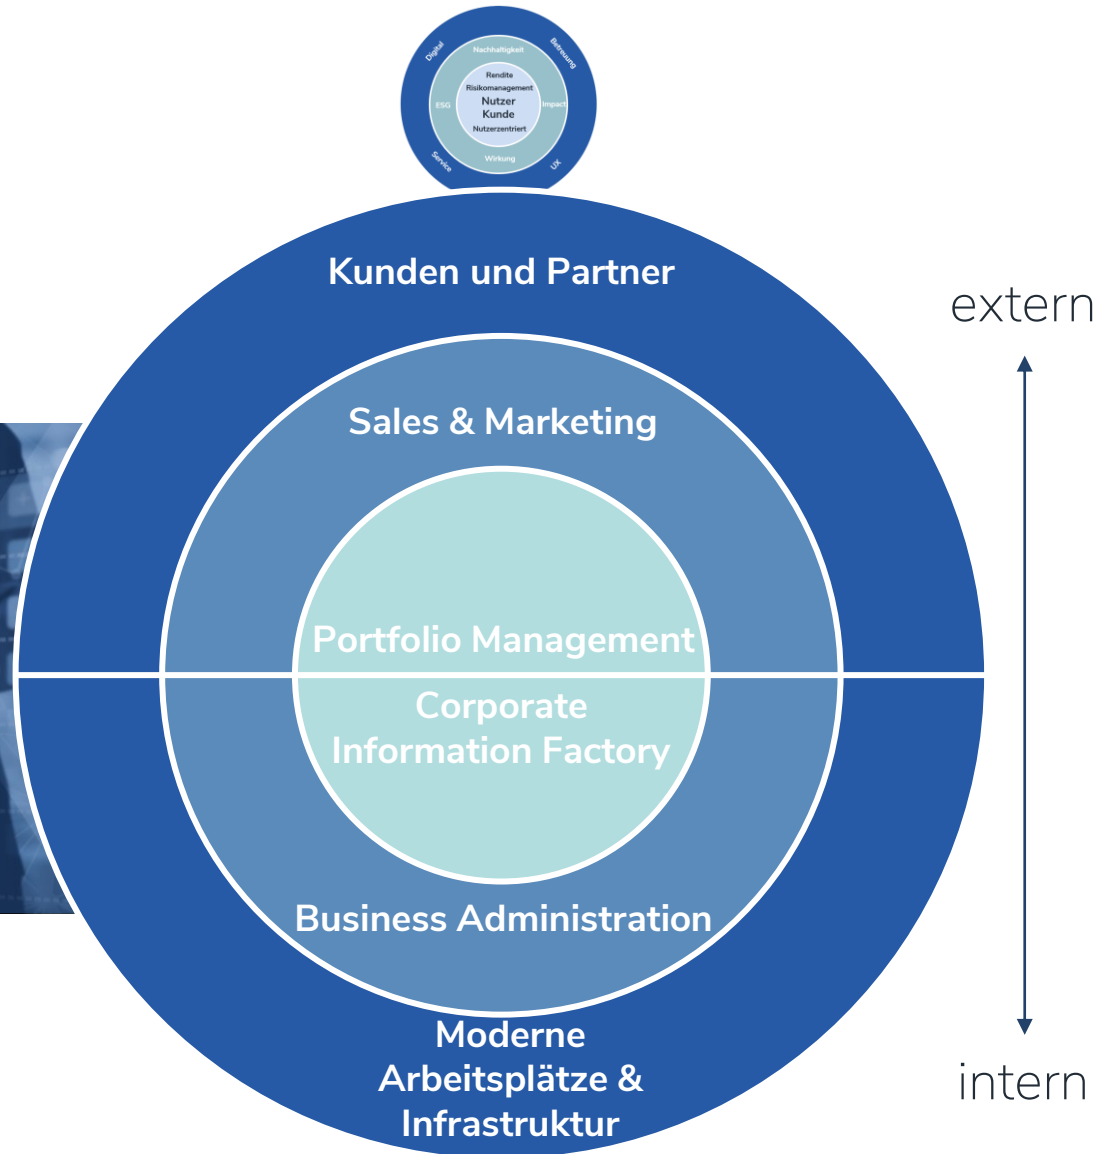 Digital
Nachhaltigkeit
Betreuung
Rendite
Risikomanagement
ESG
Nutzer
Impact
Kunde
Nutzerzentriert
Service
Wirkung
UX
Kunden und Partner
extern
Sales & Marketing
Portfolio Management
Corporate
Information Factory
Business Administration
Moderne
Arbeitsplätze &
Infrastruktur
intern